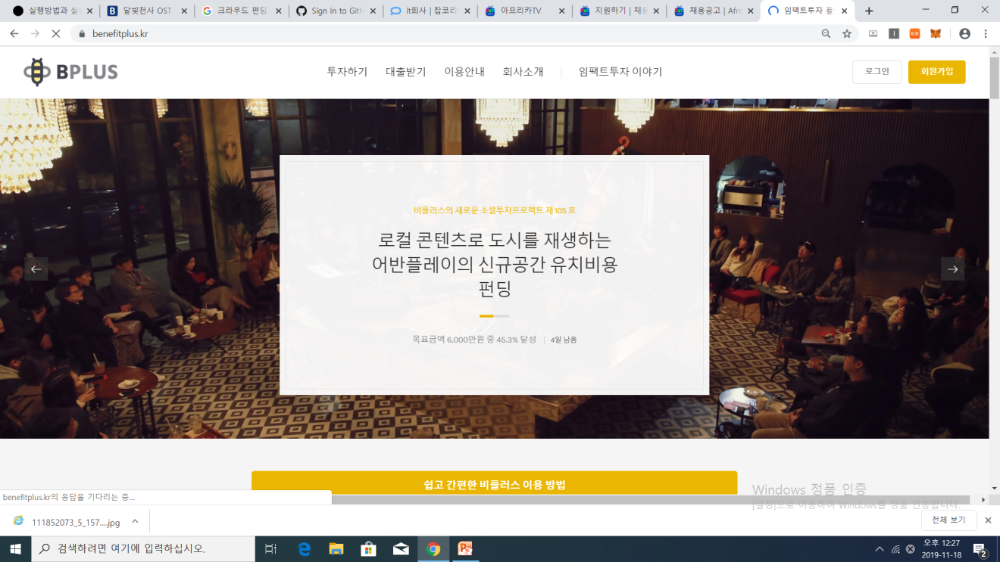 실행방법과 실
달빛천사 OST
크라우드 펀딩
Sign in to GitH
It회사 | 잡코리
아프리카TV
지원하기 | 채용
채용공고 | Afre
임팩트투자 플
benefitplus.kr
BPLUS
투자하기 대출받기 이용안내 회사소개 | 임팩트투자 이야기
로그인
회원가입
비플러스의 새로운 소셜투자프로젝트 제 105 호
로컬 콘텐츠로 도시를 재생하는
어반플레이의 신규공간 유치비용
펀딩
목표금액 6,000만원 중 45.3% 달성 | 4일 남음
쉽고 간편한 비플러스 이용 방법
Windows 정품 인증
[설정]으로 이동하여 Windows를 정품 인증합니다.
benefitplus.kr의 응답을 기다리는 중...
111852073_5_157....jpg
전체 보기
검색하려면 여기에 입력하십시오.
오후 12:27
2019-11-18
2